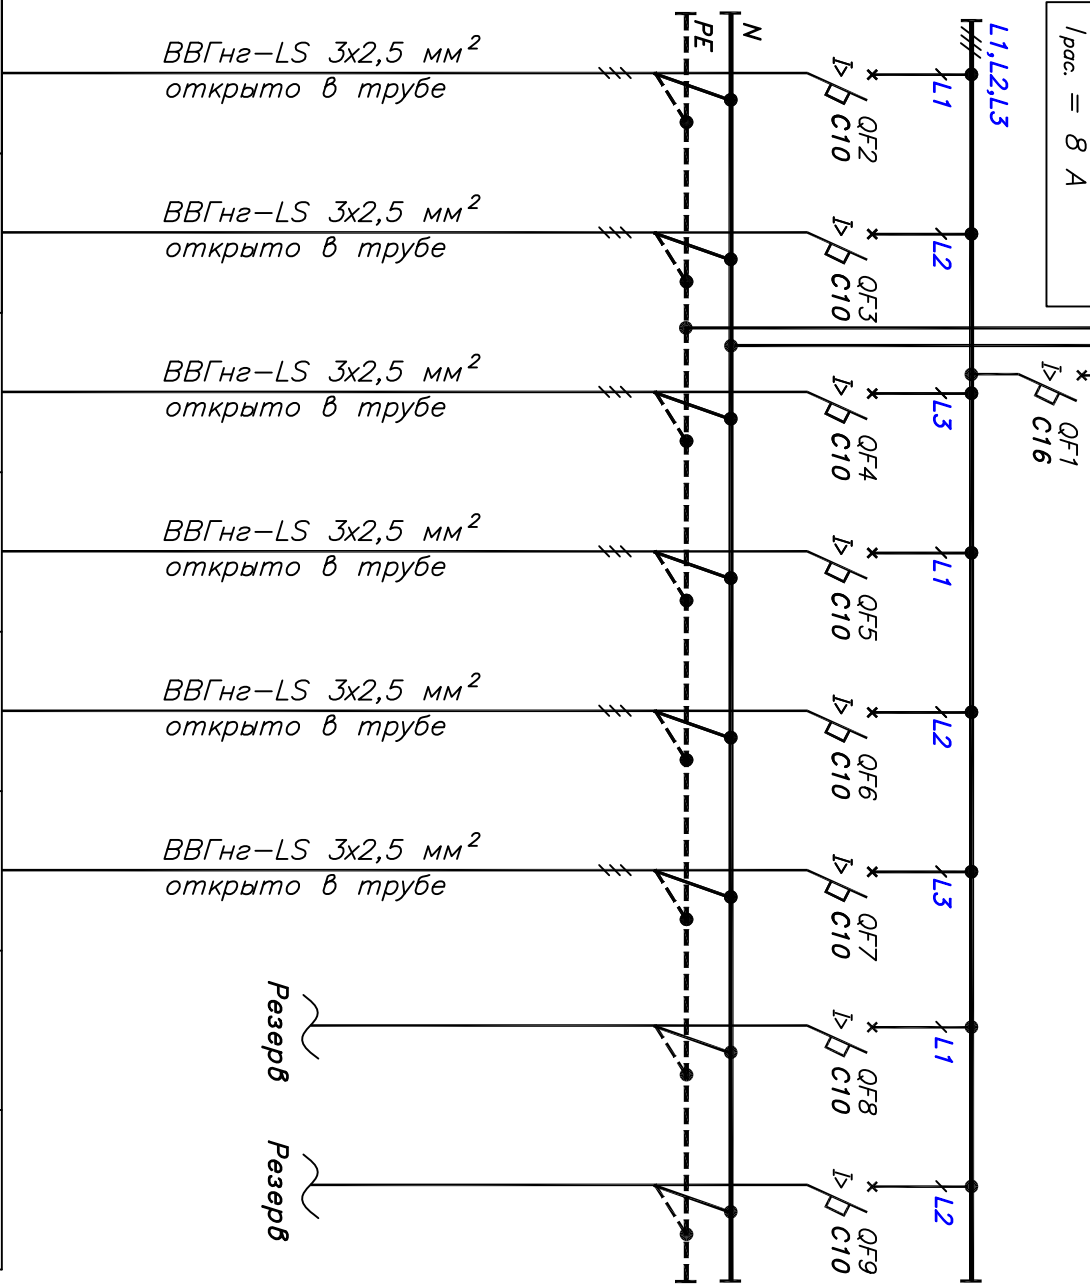 Iрас. = 8 А
L1,L2,L3
N
PE
QF1
C16
L1
QF2
C10
ВВГнг-LS 3х2,5 мм²
открыто в трубе
L2
QF3
C10
ВВГнг-LS 3х2,5 мм²
открыто в трубе
L3
QF4
C10
ВВГнг-LS 3х2,5 мм²
открыто в трубе
L1
QF5
C10
ВВГнг-LS 3х2,5 мм²
открыто в трубе
L2
QF6
C10
ВВГнг-LS 3х2,5 мм²
открыто в трубе
L3
QF7
C10
ВВГнг-LS 3х2,5 мм²
открыто в трубе
L1
QF8
C10
Резерв
L2
QF9
C10
Резерв